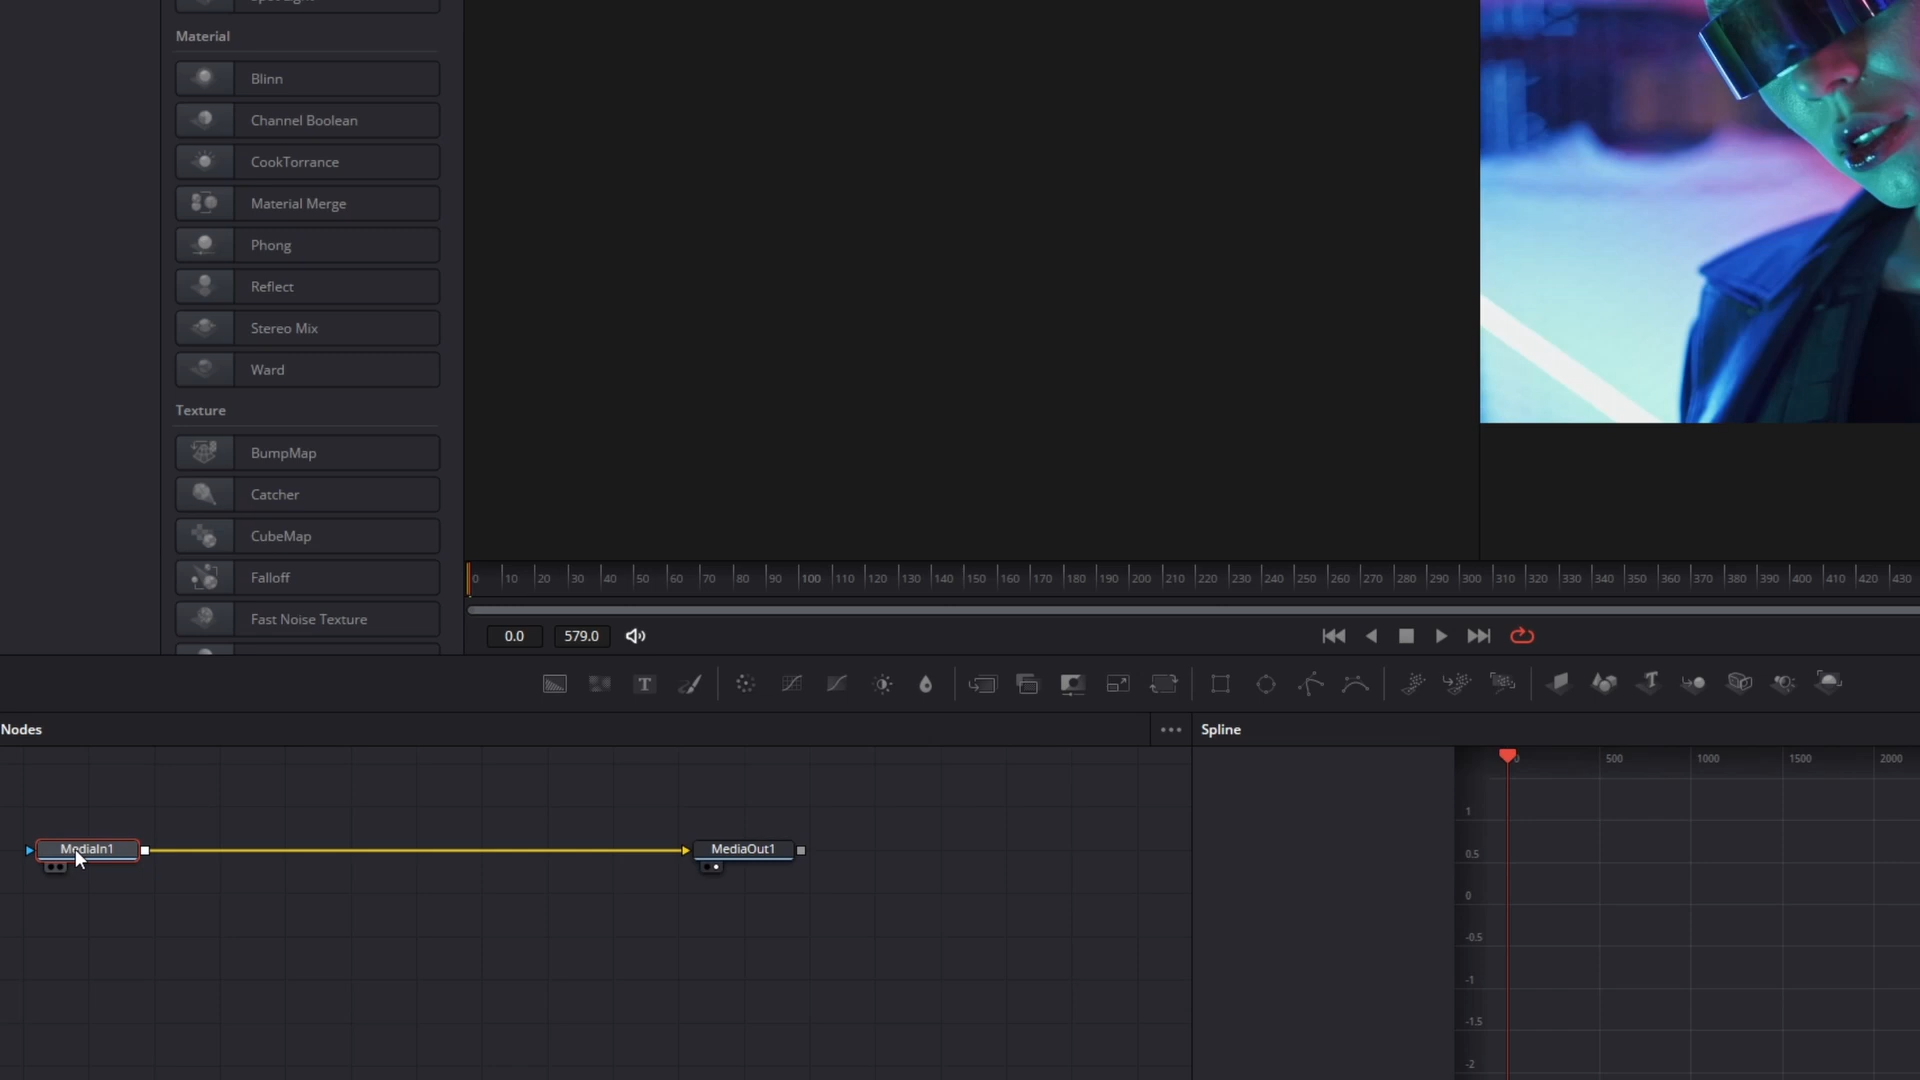 Material
Blinn
Channel Boolean
CookTorrance
Material Merge
Phong
Reflect
Stereo Mix
Ward
Texture
BumpMap
Catcher
CubeMap
Falloff
Fast Noise Texture
0 10 20 30 40 50 60 70 80 90 100 110 120 130 140 150 160 170 180 190 200 210 220 230 240 250 260 270 280 290 300 310 320 330 340 350 360 370 380 390 400 410 420 430
0.0 579.0
T
T
Nodes
Spline
0 500 1000 1500 2000
MediaIn1
MediaOut1
1
0.5
0
-0.5
-1
-1.5
-2